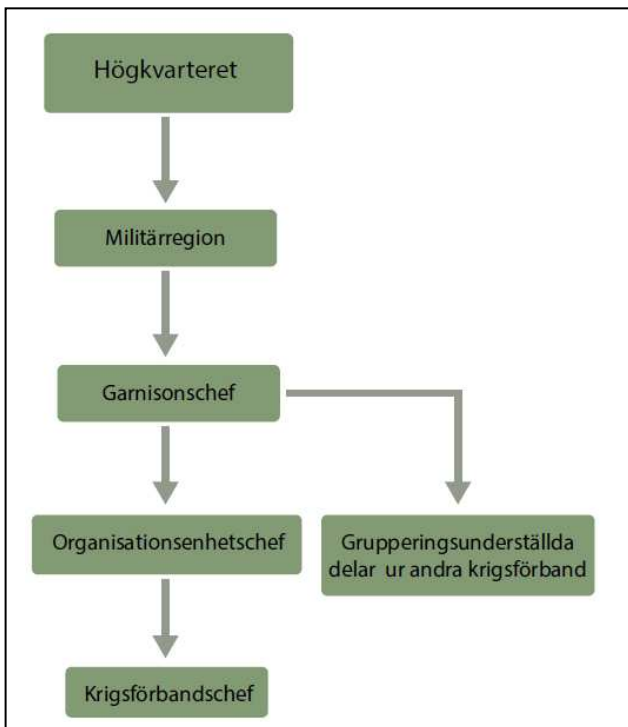 Högkvarteret
Militärregion
Garnisonschef
Organisationsenhetschef
Grupperingsunderställda
delar ur andra krigsförband
Krigsförbandschef